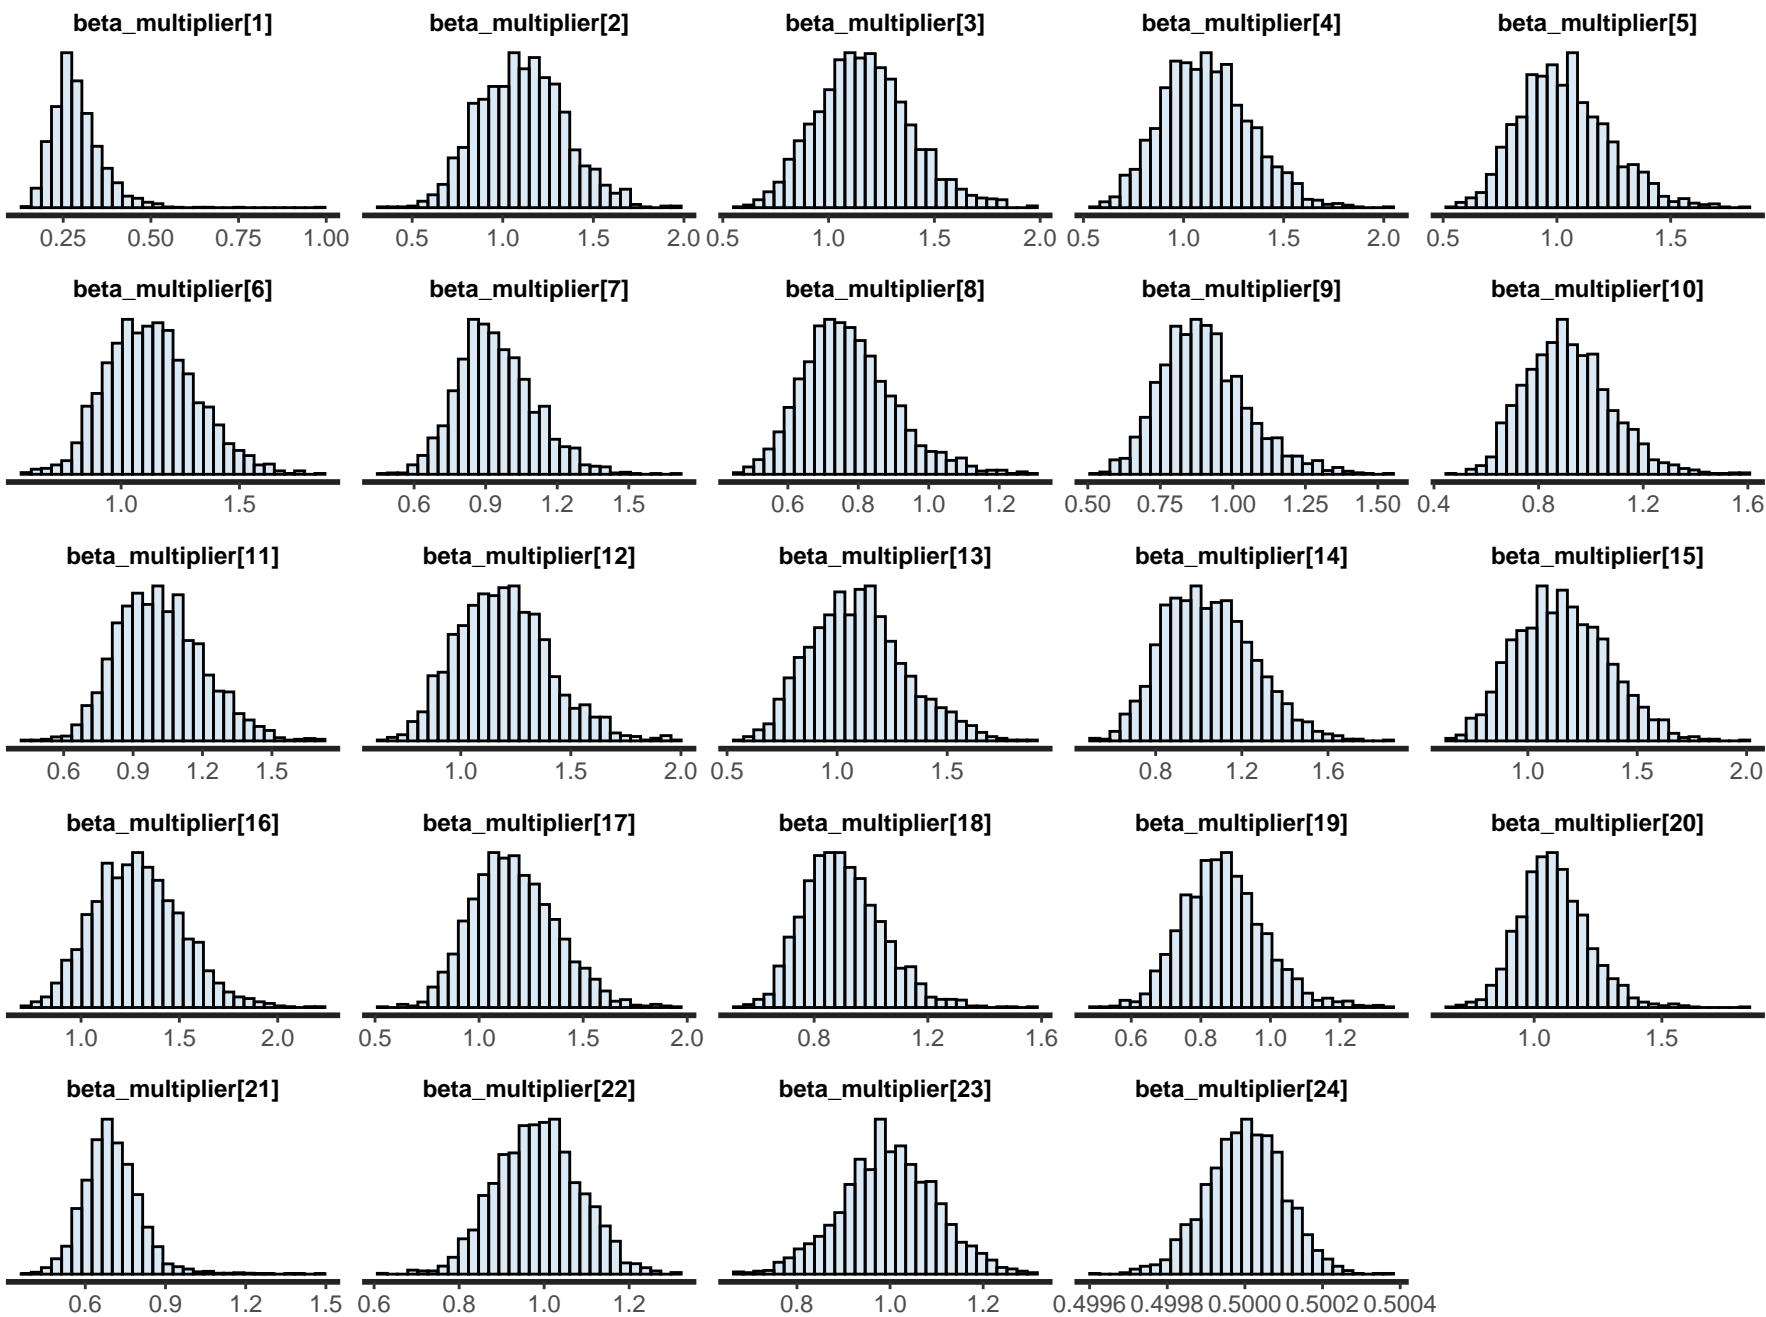 beta_multiplier[1] beta_multiplier[2] beta_multiplier[3] beta_multiplier[4] beta_multiplier[5]
0.25 0.50 0.75 1.00 0.5 1.0 1.5 2.0 0.5 1.0 1.5 2.0 0.5 1.0 1.5 2.0 0.5 1.0 1.5
beta_multiplier[6] beta_multiplier[7] beta_multiplier[8] beta_multiplier[9] beta_multiplier[10]
1.0 1.5 0.6 0.9 1.2 1.5 0.6 0.8 1.0 1.2 0.50 0.75 1.00 1.25 1.50 0.4 0.8 1.2 1.6
beta_multiplier[11] beta_multiplier[12] beta_multiplier[13] beta_multiplier[14] beta_multiplier[15]
0.6 0.9 1.2 1.5 1.0 1.5 2.0 0.5 1.0 1.5 0.8 1.2 1.6 1.0 1.5 2.0
beta_multiplier[16] beta_multiplier[17] beta_multiplier[18] beta_multiplier[19] beta_multiplier[20]
1.0 1.5 2.0 0.5 1.0 1.5 2.0 0.8 1.2 1.6 0.6 0.8 1.0 1.2 1.0 1.5
beta_multiplier[21] beta_multiplier[22] beta_multiplier[23] beta_multiplier[24]
0.6 0.9 1.2 1.5 0.6 0.8 1.0 1.2 0.8 1.0 1.2 0.4996 0.4998 0.5000 0.5002 0.5004